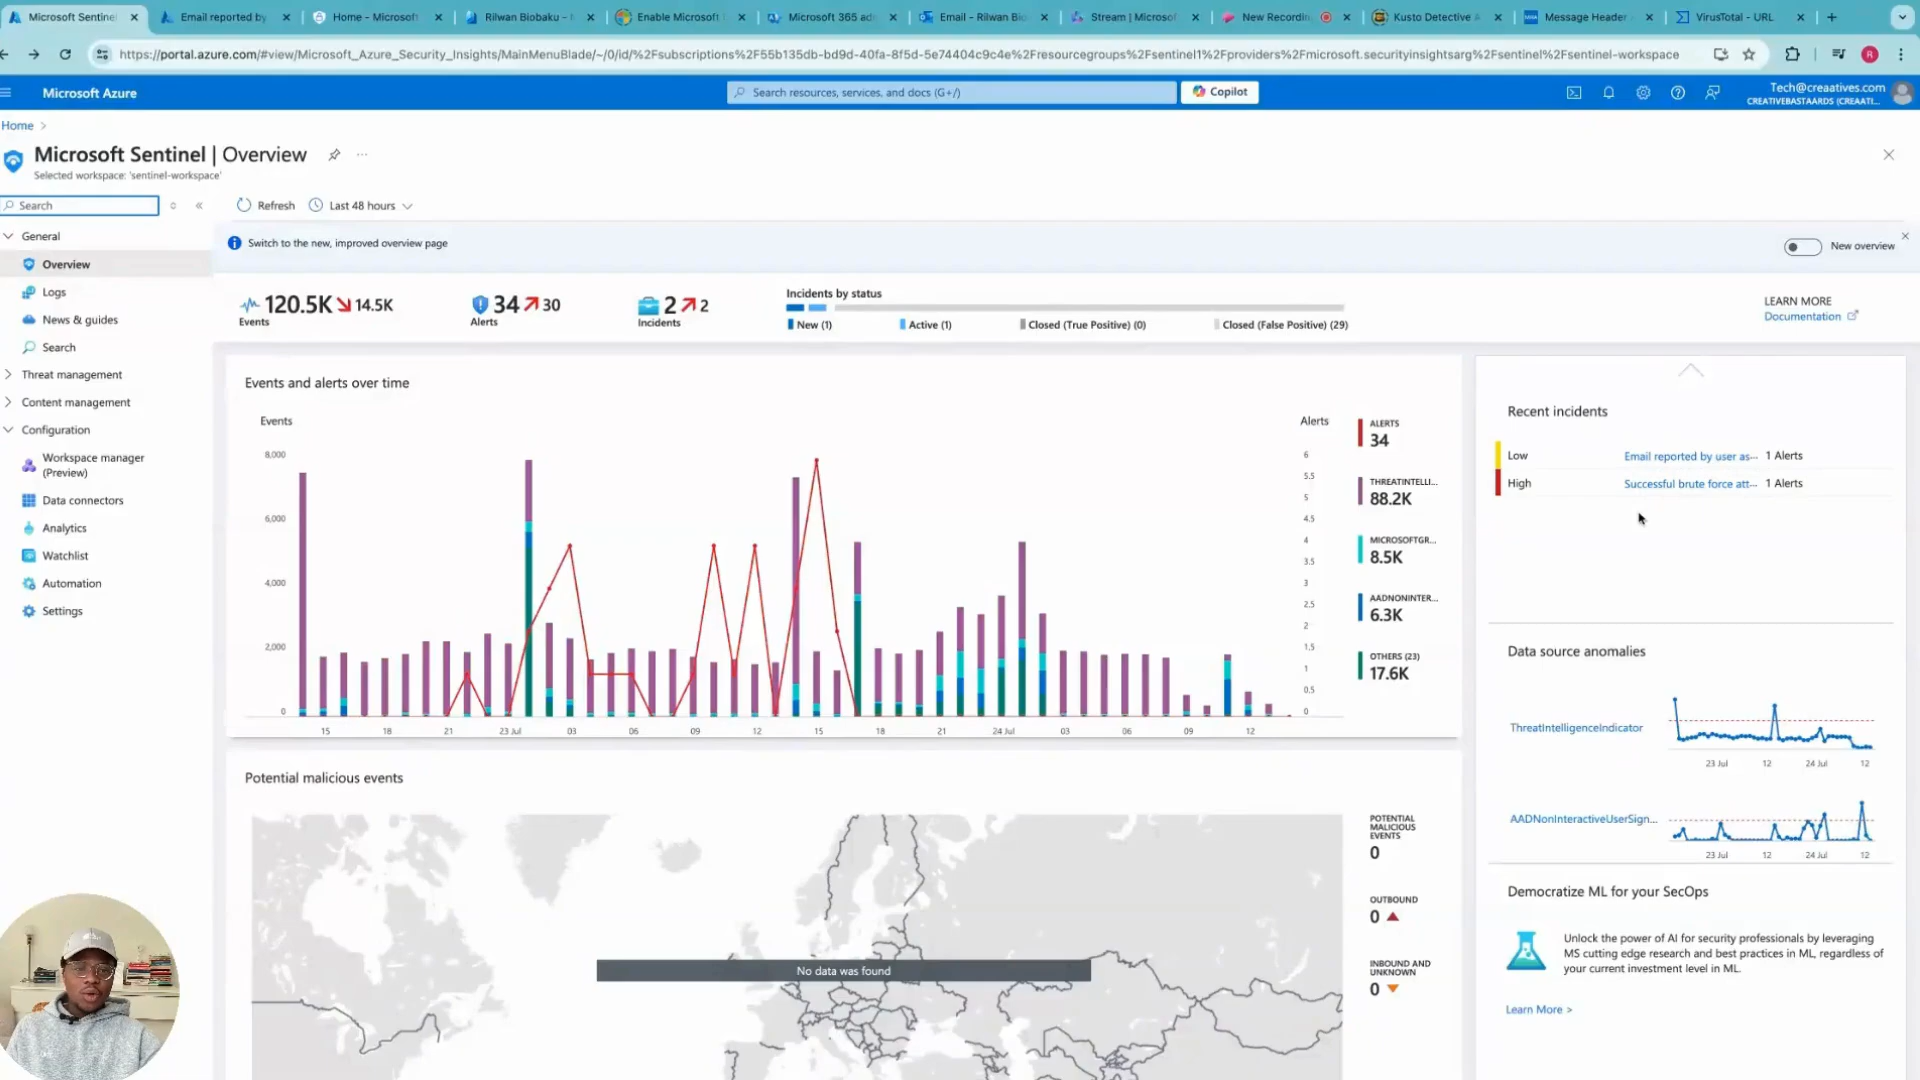 Microsoft Sentinel
Email reported by
Home - Microsoft
Rilwan Biobaku -
Enable Microsoft
Microsoft 365 ad
Email - Rilwan Bio
Stream | Microsof
New Recordin
Kusto Detective A
Message Header
VirusTotal - URL
https://portal.azure.com/#view/Microsoft_Azure_Security_Insights/MainMenuBlade/~/0/id/%2Fsubscriptions%2F55b135db-bd9d-40fa-8f5d-5e74404c9c4e%2Fresourcegroups%2Fsentinel1%2Fproviders%2Fmicrosoft.securityinsightsarg%2Fsentinel%2Fsentinel-workspace
R
Microsoft Azure
Search resources, services, and docs (G+/)
Copilot
Tech@creaatives.com
CREATIVEBASTAARDS (CREAATI...
Home >
Microsoft Sentinel | Overview
...
Selected workspace: 'sentinel-workspace'
Search
Refresh
Last 48 hours
General
Overview
Logs
News & guides
Search
Threat management
Content management
Configuration
Workspace manager
(Preview)
Data connectors
Analytics
Watchlist
Automation
Settings
Switch to the new, improved overview page
New overview
120.5K 14.5K
Events
34 30
Alerts
2 2
Incidents
Incidents by status
New (1)
Active (1)
Closed (True Positive) (0)
Closed (False Positive) (29)
LEARN MORE
Documentation
Events and alerts over time
Events
Alerts
8,000
6,000
4,000
2,000
0
6
5.5
5
4.5
4
3.5
3
2.5
2
1.5
1
0.5
0
15
18
21
23 Jul
03
06
09
12
15
18
21
24 Jul
03
06
09
12
ALERTS
34
THREATINTELLI...
88.2K
MICROSOFTGR...
8.5K
AADNONINTER...
6.3K
OTHERS (23)
17.6K
Recent incidents
Low Email reported by user as... 1 Alerts
High Successful brute force att... 1 Alerts
Data source anomalies
ThreatIntelligenceIndicator
23 Jul 12 24 Jul 12
AADNonInteractiveUserSign...
23 Jul 12 24 Jul 12
Democratize ML for your SecOps
Unlock the power of AI for security professionals by leveraging
MS cutting edge research and best practices in ML, regardless of
your current investment level in ML.
Learn More >
Potential malicious events
No data was found
POTENTIAL
MALICIOUS
EVENTS
0
OUTBOUND
0
INBOUND AND
UNKNOWN
0